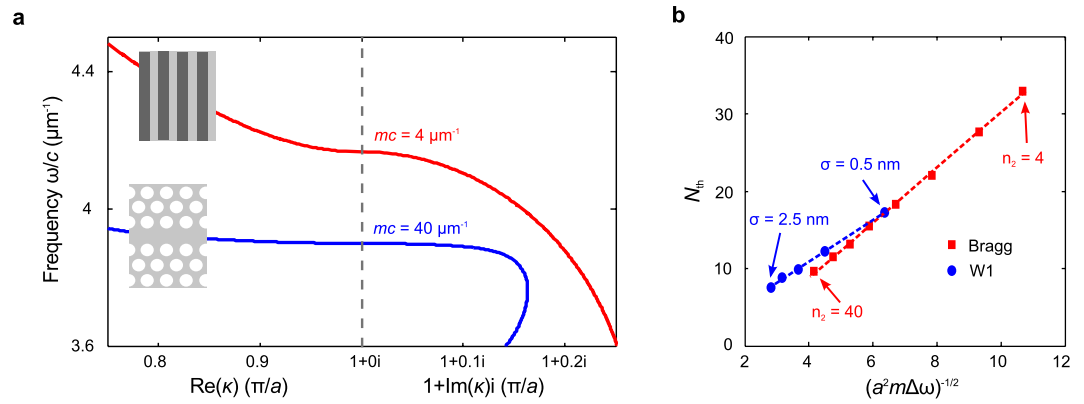 a
Frequency ω/c (μm⁻¹)
4.4
4
3.6
mc = 4 μm⁻¹
mc = 40 μm⁻¹
0.8 0.9 1+0i 1+0.1i 1+0.2i
Re(κ) (π/a) 1+Im(κ)i (π/a)
b
N_th
40
30
20
10
0
σ = 0.5 nm
n₂ = 4
σ = 2.5 nm
Bragg
W1
n₂ = 40
2 4 6 8 10 12
(a²mΔω)⁻¹/²